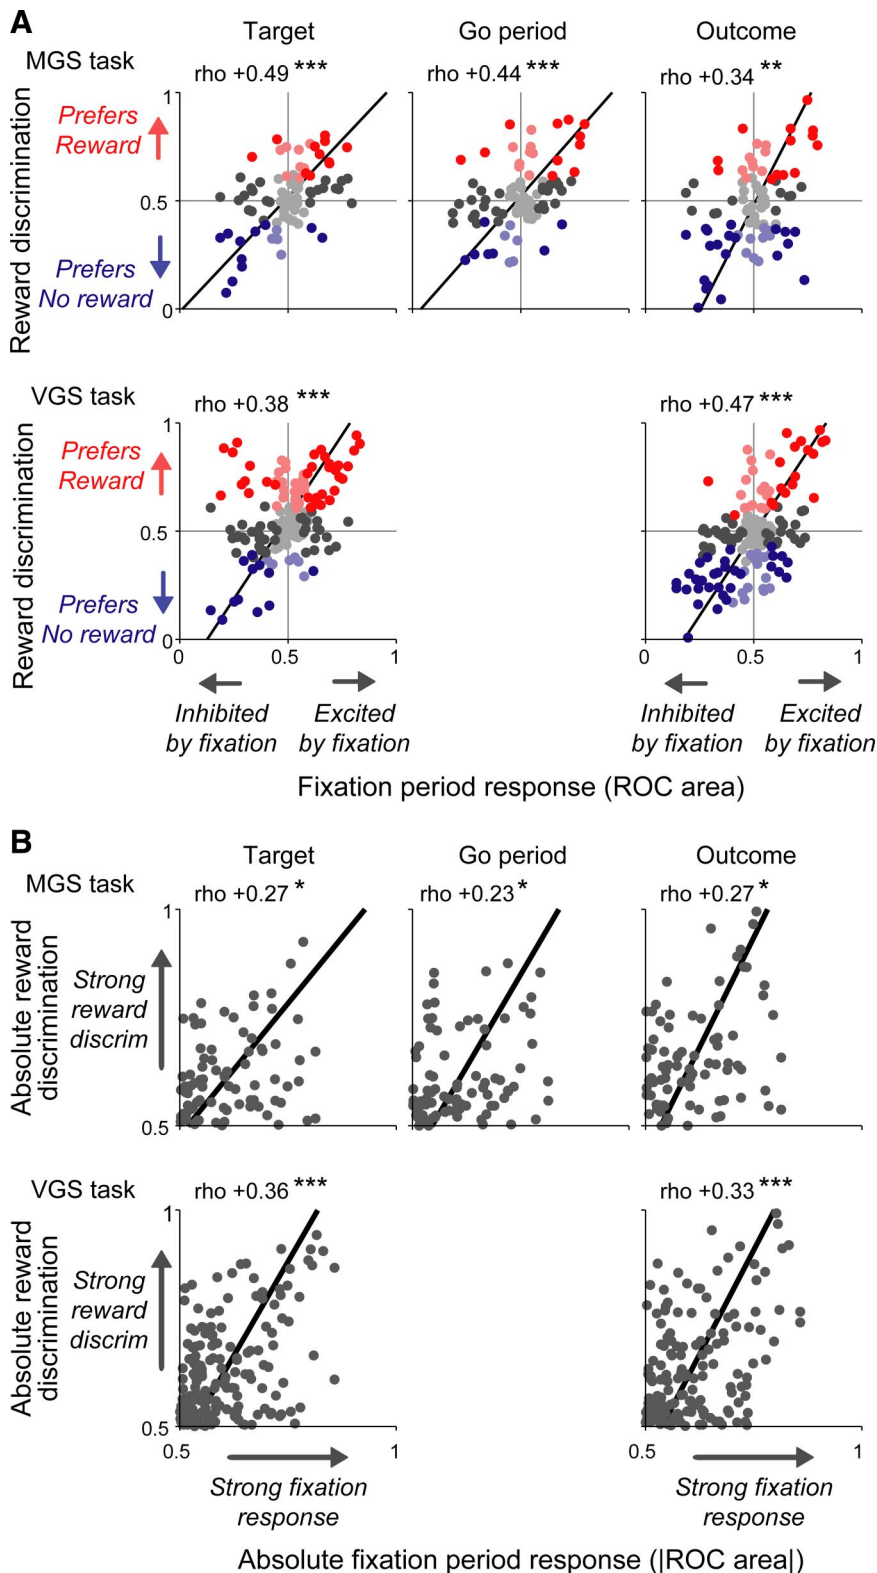 A
Target
Go period
Outcome
MGS task
rho +0.49 ***
rho +0.44 ***
rho +0.34 **
Reward discrimination
Prefers
Reward
Prefers
No reward
1
0.5
0
VGS task
rho +0.38 ***
rho +0.47 ***
Reward discrimination
Prefers
Reward
Prefers
No reward
1
0.5
0
0 0.5 1
0 0.5 1
Inhibited
by fixation
Excited
by fixation
Inhibited
by fixation
Excited
by fixation
Fixation period response (ROC area)
B
Target
Go period
Outcome
MGS task
rho +0.27 *
rho +0.23 *
rho +0.27 *
Absolute reward
discrimination
Strong
reward
discrim
1
0.5
VGS task
rho +0.36 ***
rho +0.33 ***
Absolute reward
discrimination
Strong
reward
discrim
1
0.5
0.5 1
0.5 1
Strong fixation
response
Strong fixation
response
Absolute fixation period response (|ROC area|)